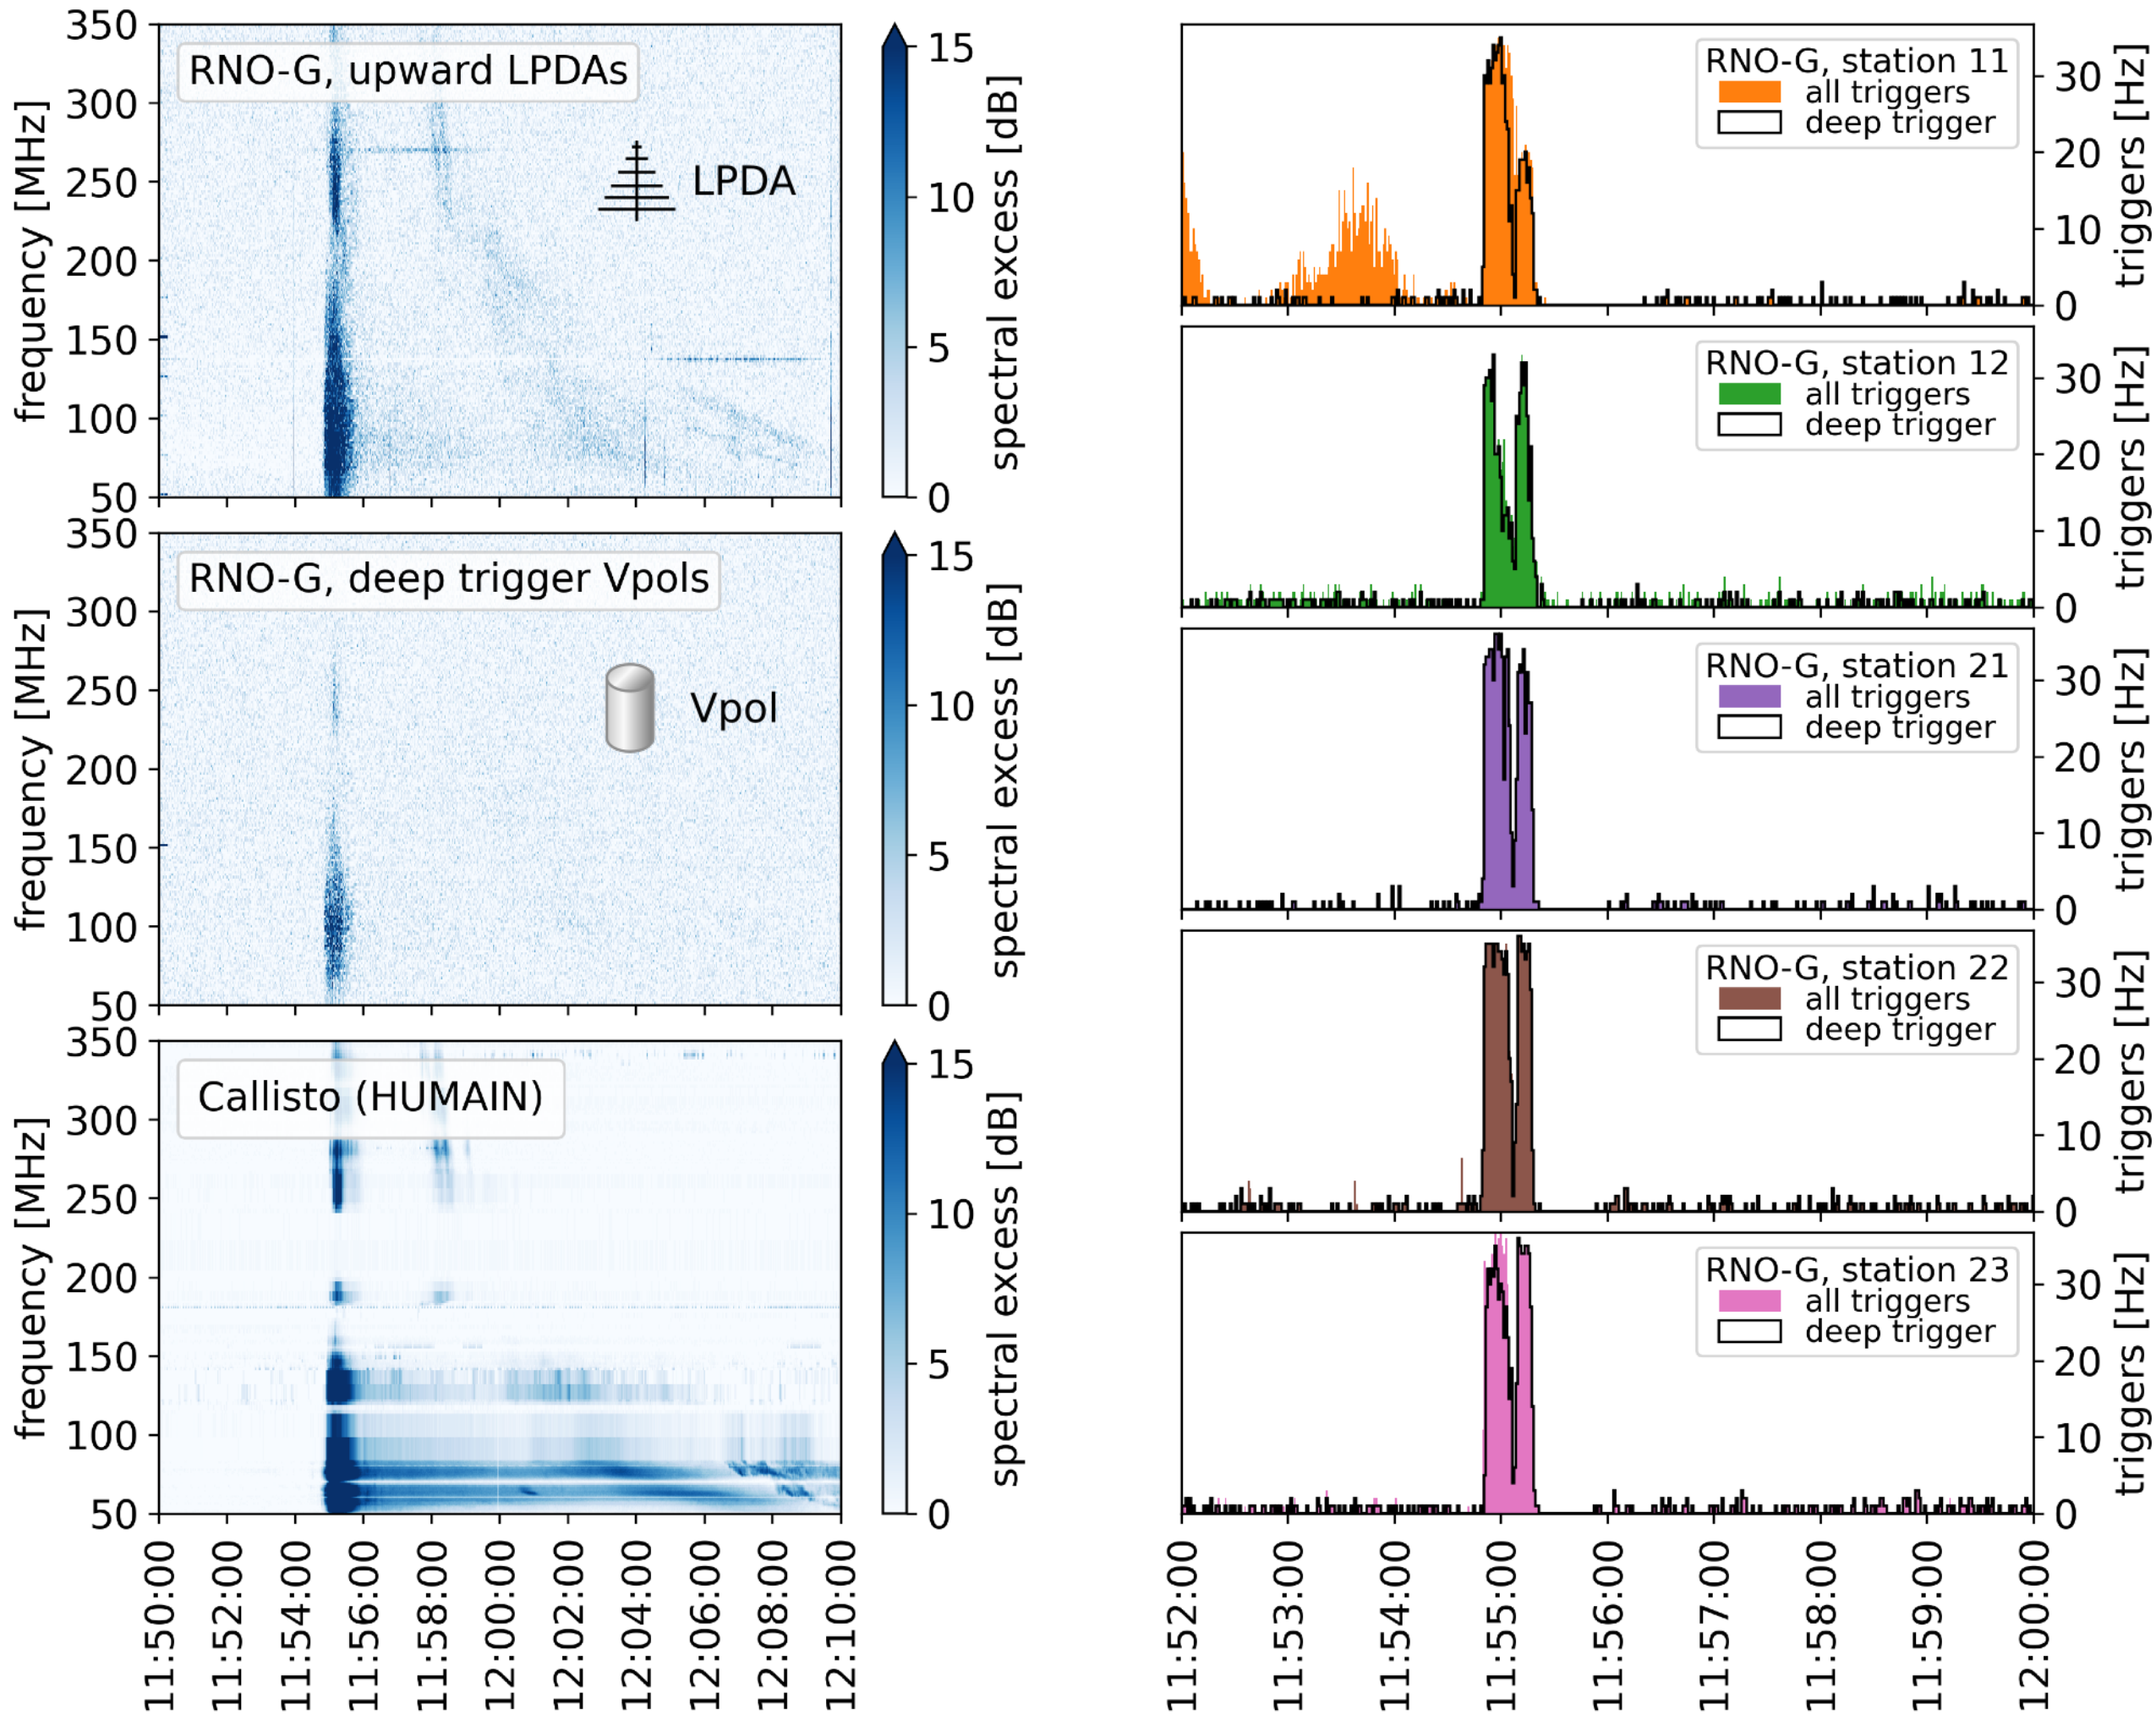 350
300
250
200
150
100
50
frequency [MHz]
RNO-G, upward LPDAs
LPDA
15
10
5
0
spectral excess [dB]
350
300
250
200
150
100
50
frequency [MHz]
RNO-G, deep trigger Vpols
Vpol
15
10
5
0
spectral excess [dB]
350
300
250
200
150
100
50
frequency [MHz]
Callisto (HUMAIN)
15
10
5
0
spectral excess [dB]
11:50:00
11:52:00
11:54:00
11:56:00
11:58:00
12:00:00
12:02:00
12:04:00
12:06:00
12:08:00
12:10:00
RNO-G, station 11
all triggers
deep trigger
30
20
10
0
triggers [Hz]
RNO-G, station 12
all triggers
deep trigger
30
20
10
0
triggers [Hz]
RNO-G, station 21
all triggers
deep trigger
30
20
10
0
triggers [Hz]
RNO-G, station 22
all triggers
deep trigger
30
20
10
0
triggers [Hz]
RNO-G, station 23
all triggers
deep trigger
30
20
10
0
triggers [Hz]
11:52:00
11:53:00
11:54:00
11:55:00
11:56:00
11:57:00
11:58:00
11:59:00
12:00:00